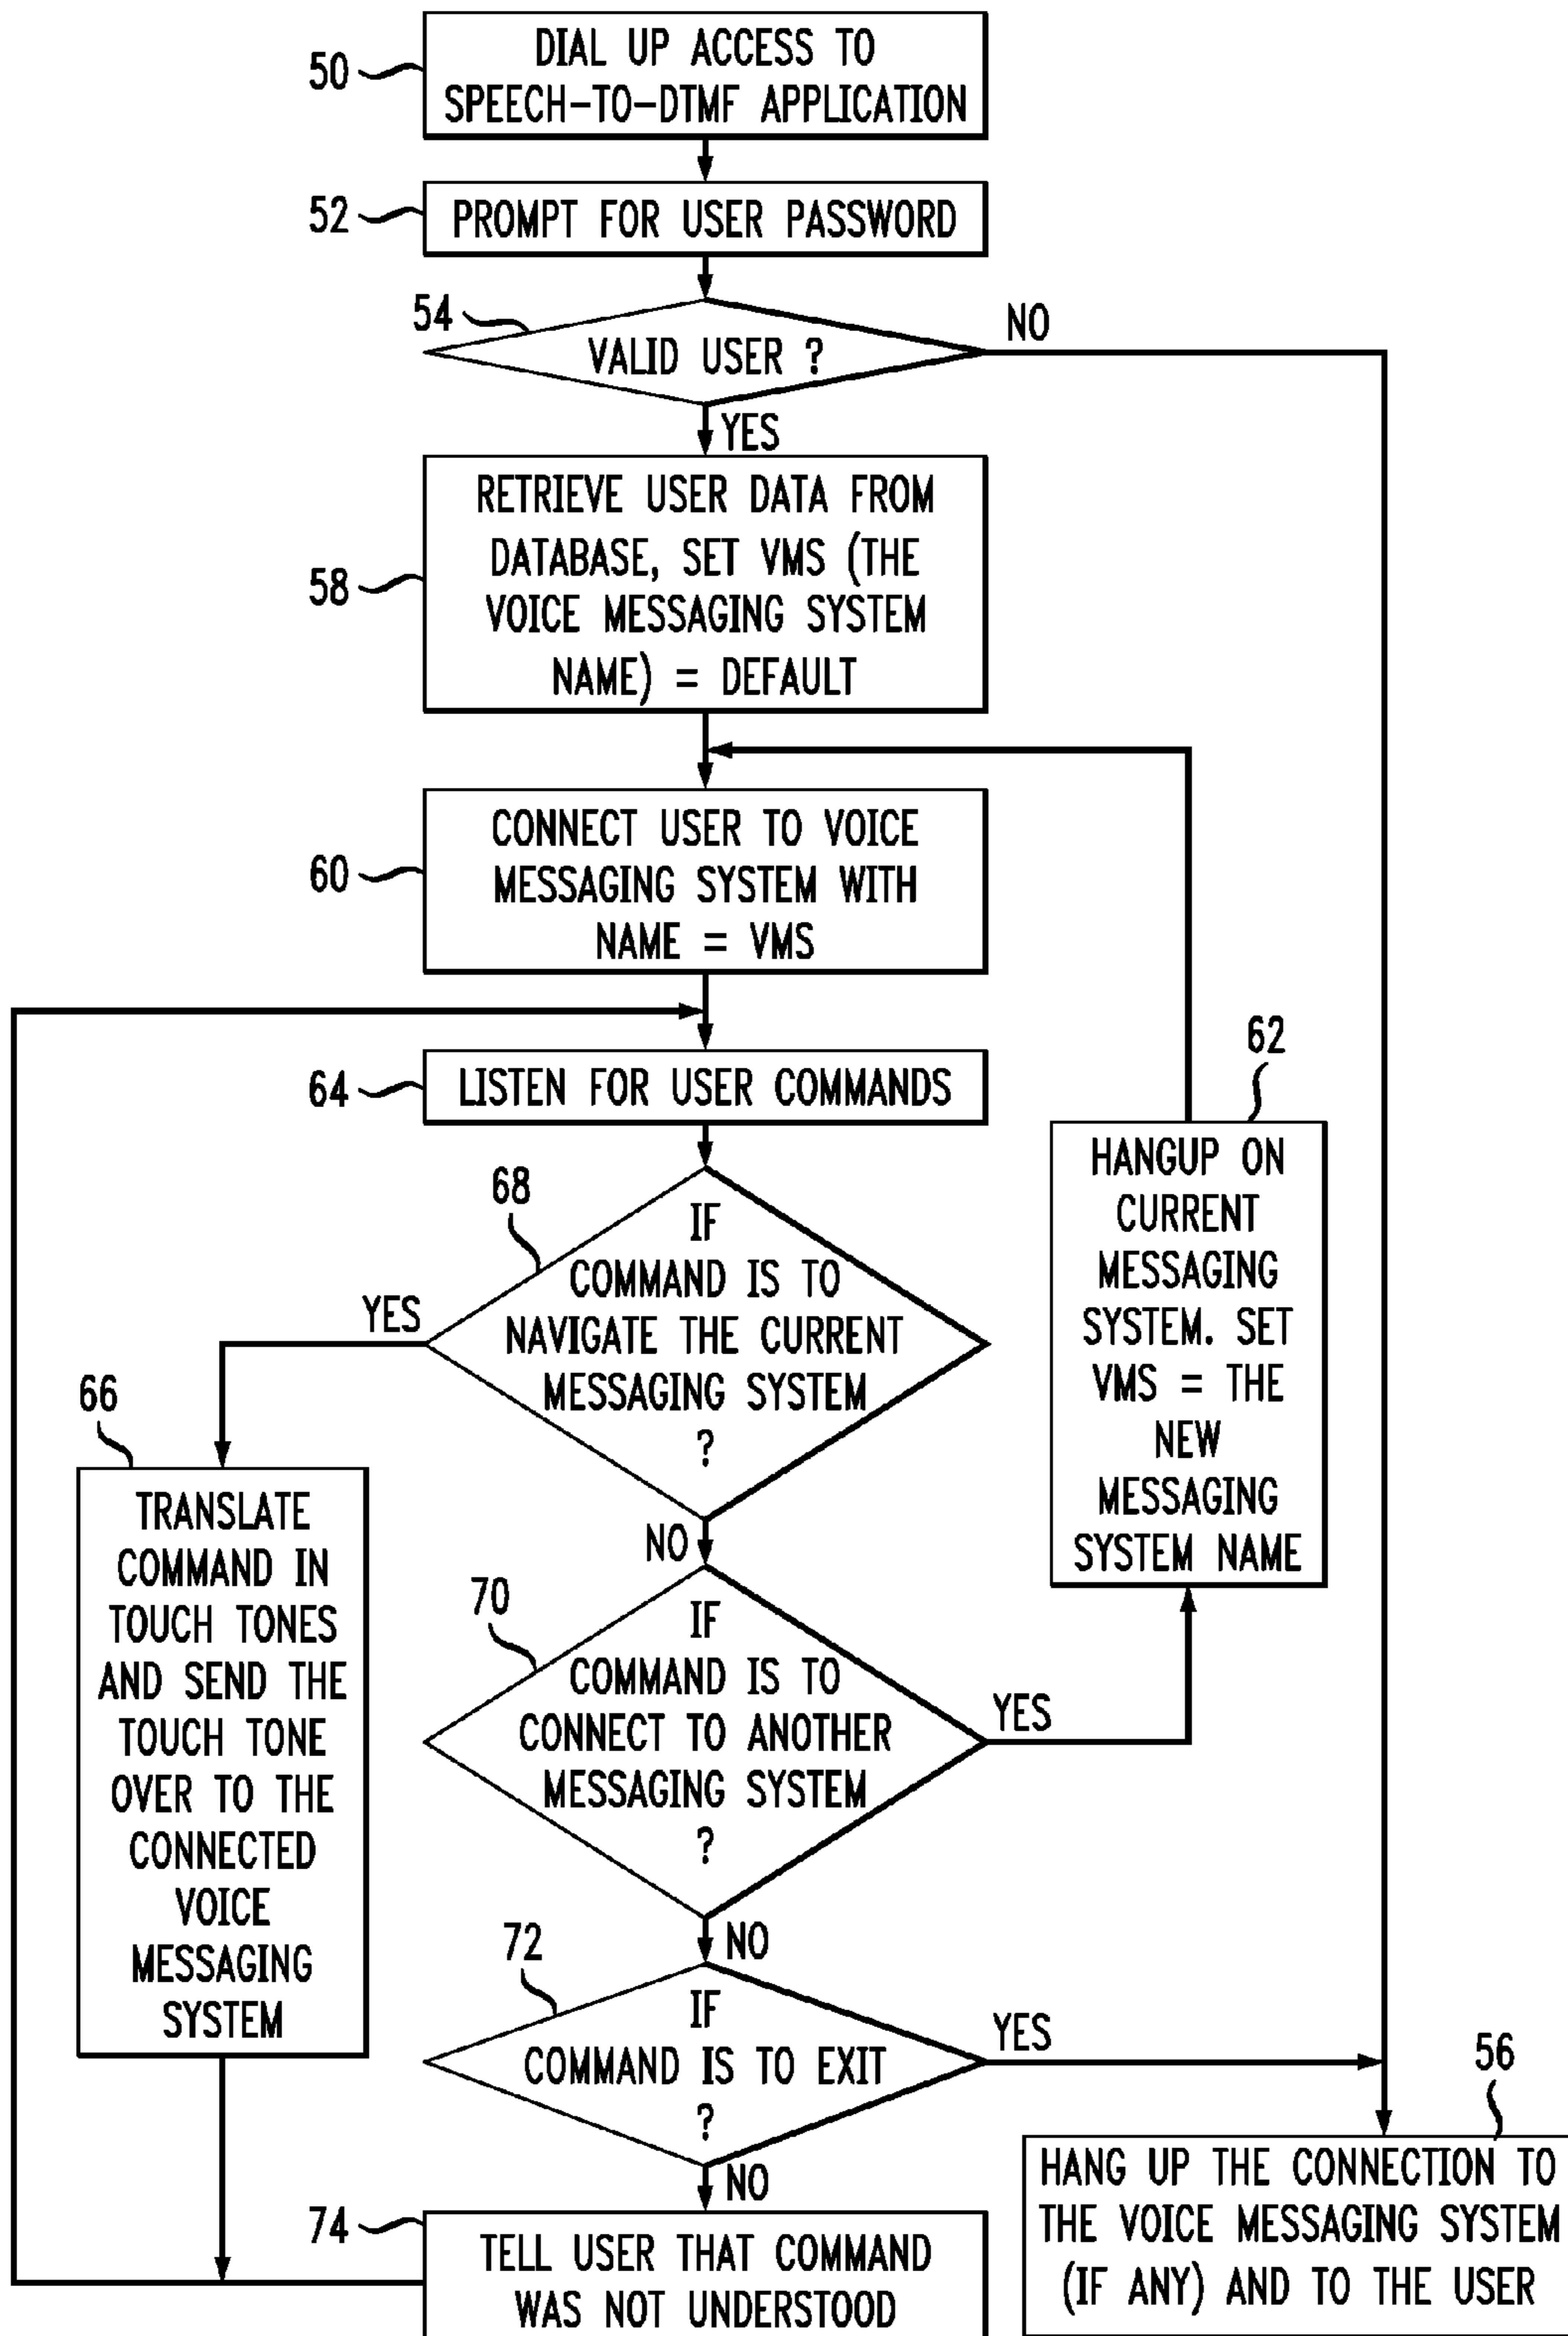 50
DIAL UP ACCESS TO
SPEECH-TO-DTMF APPLICATION
52
PROMPT FOR USER PASSWORD
54
VALID USER ?
NO
YES
58
RETRIEVE USER DATA FROM
DATABASE, SET VMS (THE
VOICE MESSAGING SYSTEM
NAME) = DEFAULT
60
CONNECT USER TO VOICE
MESSAGING SYSTEM WITH
NAME = VMS
64
LISTEN FOR USER COMMANDS
62
HANGUP ON
CURRENT
MESSAGING
SYSTEM. SET
VMS = THE
NEW
MESSAGING
SYSTEM NAME
68
IF
COMMAND IS TO
NAVIGATE THE CURRENT
MESSAGING SYSTEM
?
YES
NO
66
TRANSLATE
COMMAND IN
TOUCH TONES
AND SEND THE
TOUCH TONE
OVER TO THE
CONNECTED
VOICE
MESSAGING
SYSTEM
70
IF
COMMAND IS TO
CONNECT TO ANOTHER
MESSAGING SYSTEM
?
YES
NO
72
IF
COMMAND IS TO EXIT
?
YES
NO
74
TELL USER THAT COMMAND
WAS NOT UNDERSTOOD
56
HANG UP THE CONNECTION TO
THE VOICE MESSAGING SYSTEM
(IF ANY) AND TO THE USER